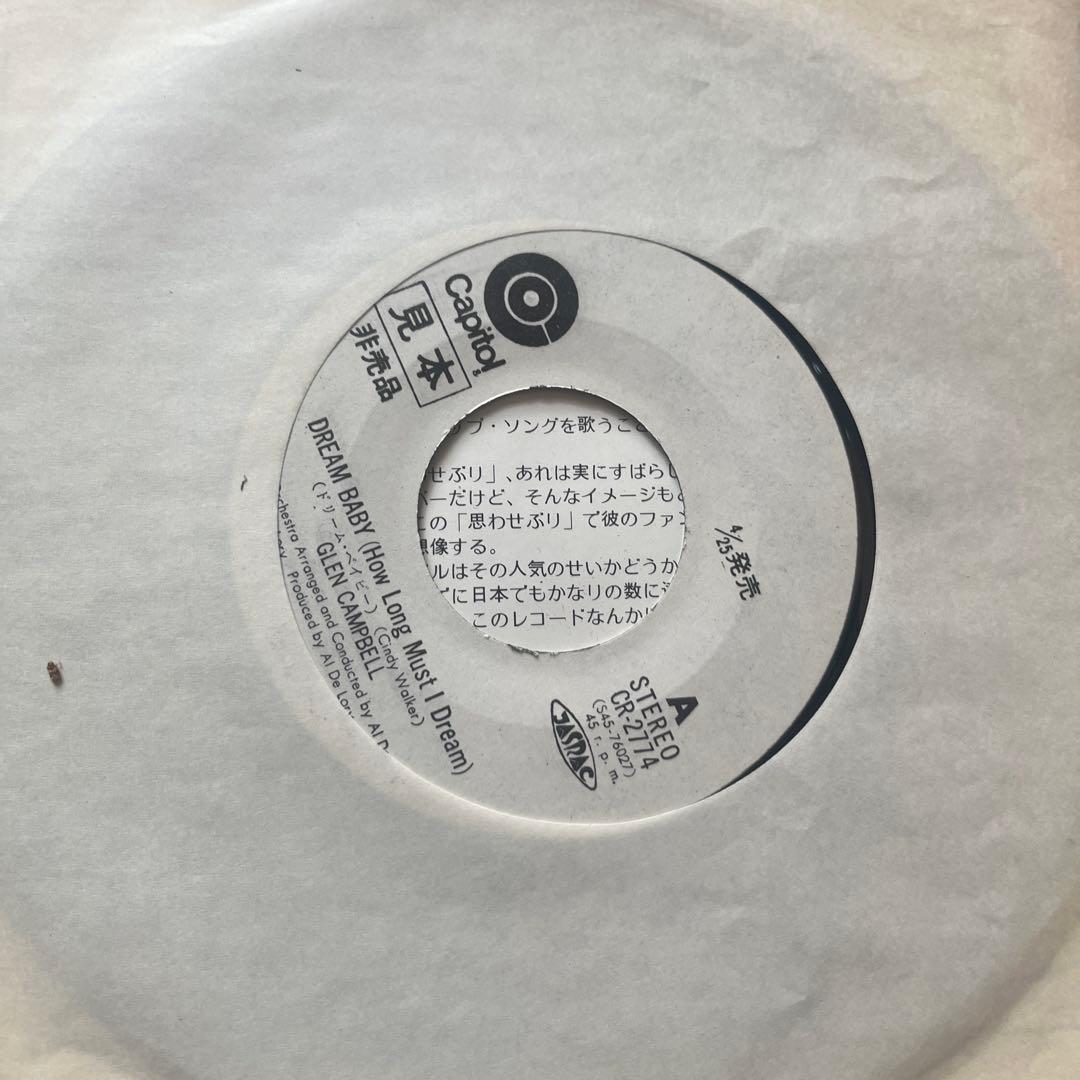 Capitol
見本
非売品
DREAM BABY (How Long Must I Dream)
(ドリーム・ベイビー) (Cindy Walker)
GLEN CAMPBELL
Arranged and Conducted by Al De
Produced by Al De Lory
A
STEREO
CR-2774
(S45-76027)
45 r. p. m.
JASRAC
4/25発売
プ・ソングを歌うこと
せぶり」、あれは実にすばらし
ーだけど、そんなイメージも
の「思わせぶり」で彼のファン
想像する。
ルはその人気のせいかどうか
に日本でもかなりの数に
このレコードなんか